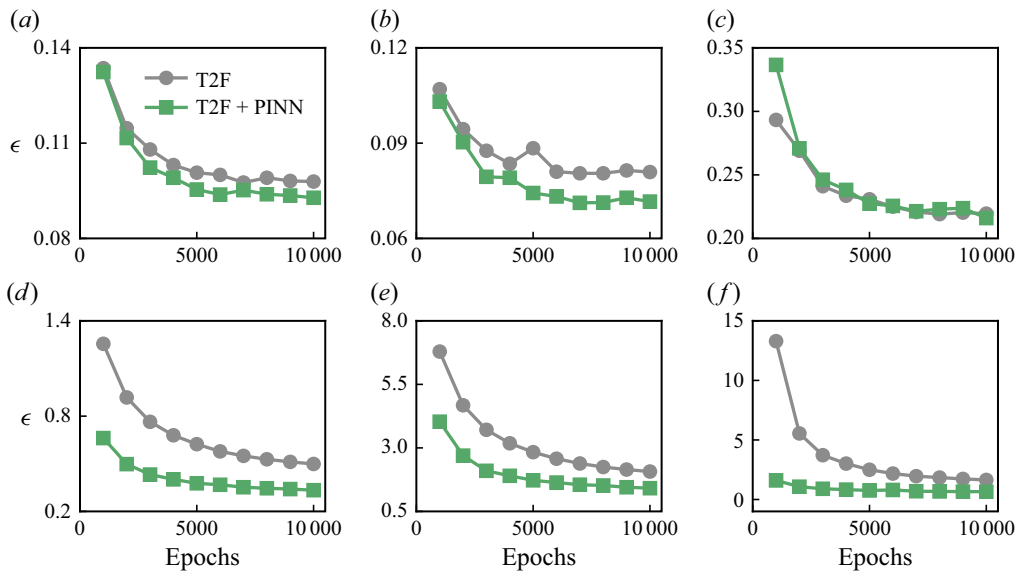 (a) (b) (c)
0.14 0.12 0.35
T2F
T2F + PINN
0.30
ϵ 0.11 0.09
0.25
0.08 0.06 0.20
0 5000 10 000 0 5000 10 000 0 5000 10 000
(d) (e) (f)
1.4 8.0 15
5.5 10
ϵ 0.8
3.0 5
0
0.2 0.5
0 5000 10 000 0 5000 10 000 0 5000 10 000
Epochs Epochs Epochs